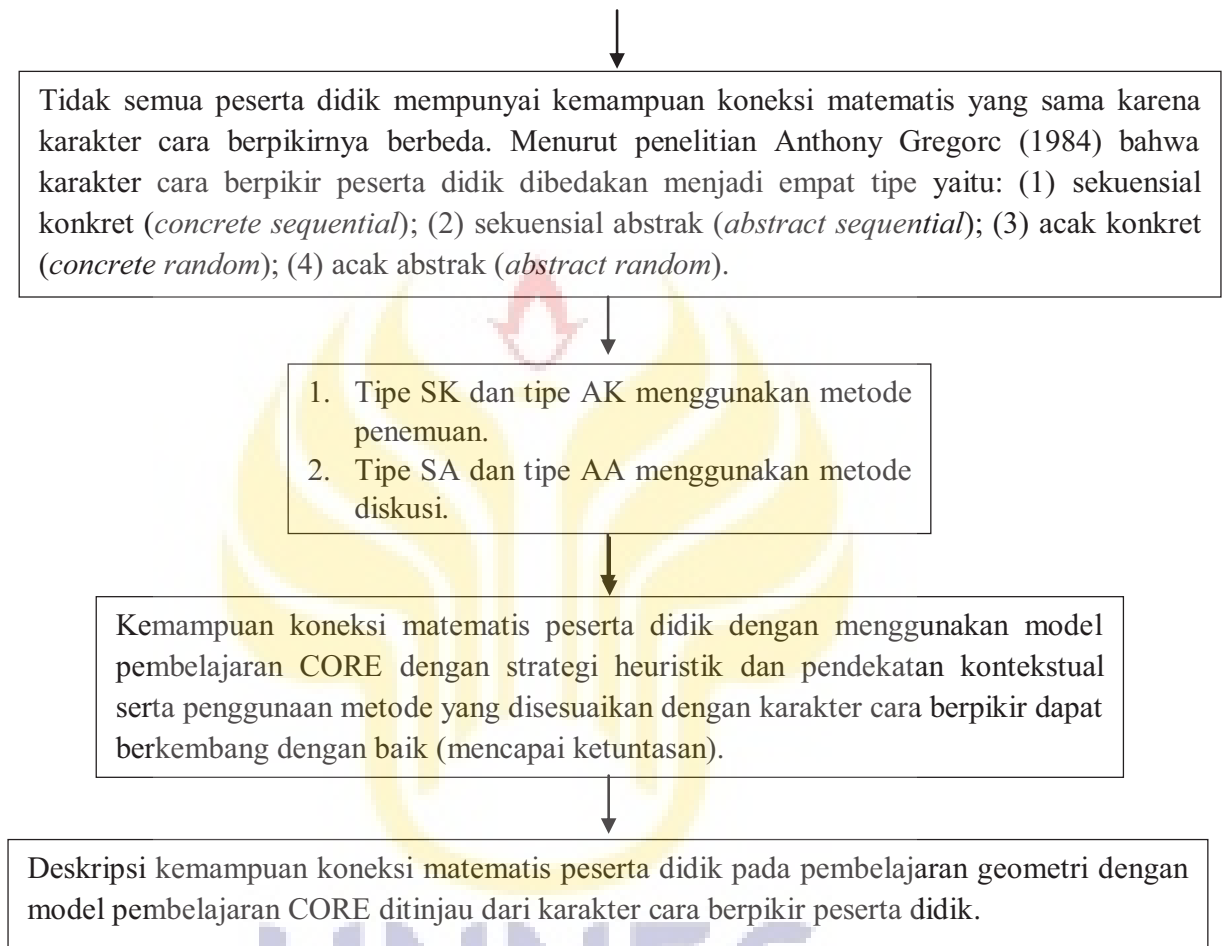 Tidak semua peserta didik mempunyai kemampuan koneksi matematis yang sama karena
karakter cara berpikirnya berbeda. Menurut penelitian Anthony Gregorc (1984) bahwa
karakter cara berpikir peserta didik dibedakan menjadi empat tipe yaitu: (1) sekuensial
konkret (concrete sequential); (2) sekuensial abstrak (abstract sequential); (3) acak konkret
(concrete random); (4) acak abstrak (abstract random).
1. Tipe SK dan tipe AK menggunakan metode
penemuan.
2. Tipe SA dan tipe AA menggunakan metode
diskusi.
Kemampuan koneksi matematis peserta didik dengan menggunakan model
pembelajaran CORE dengan strategi heuristik dan pendekatan kontekstual
serta penggunaan metode yang disesuaikan dengan karakter cara berpikir dapat
berkembang dengan baik (mencapai ketuntasan).
Deskripsi kemampuan koneksi matematis peserta didik pada pembelajaran geometri dengan
model pembelajaran CORE ditinjau dari karakter cara berpikir peserta didik.